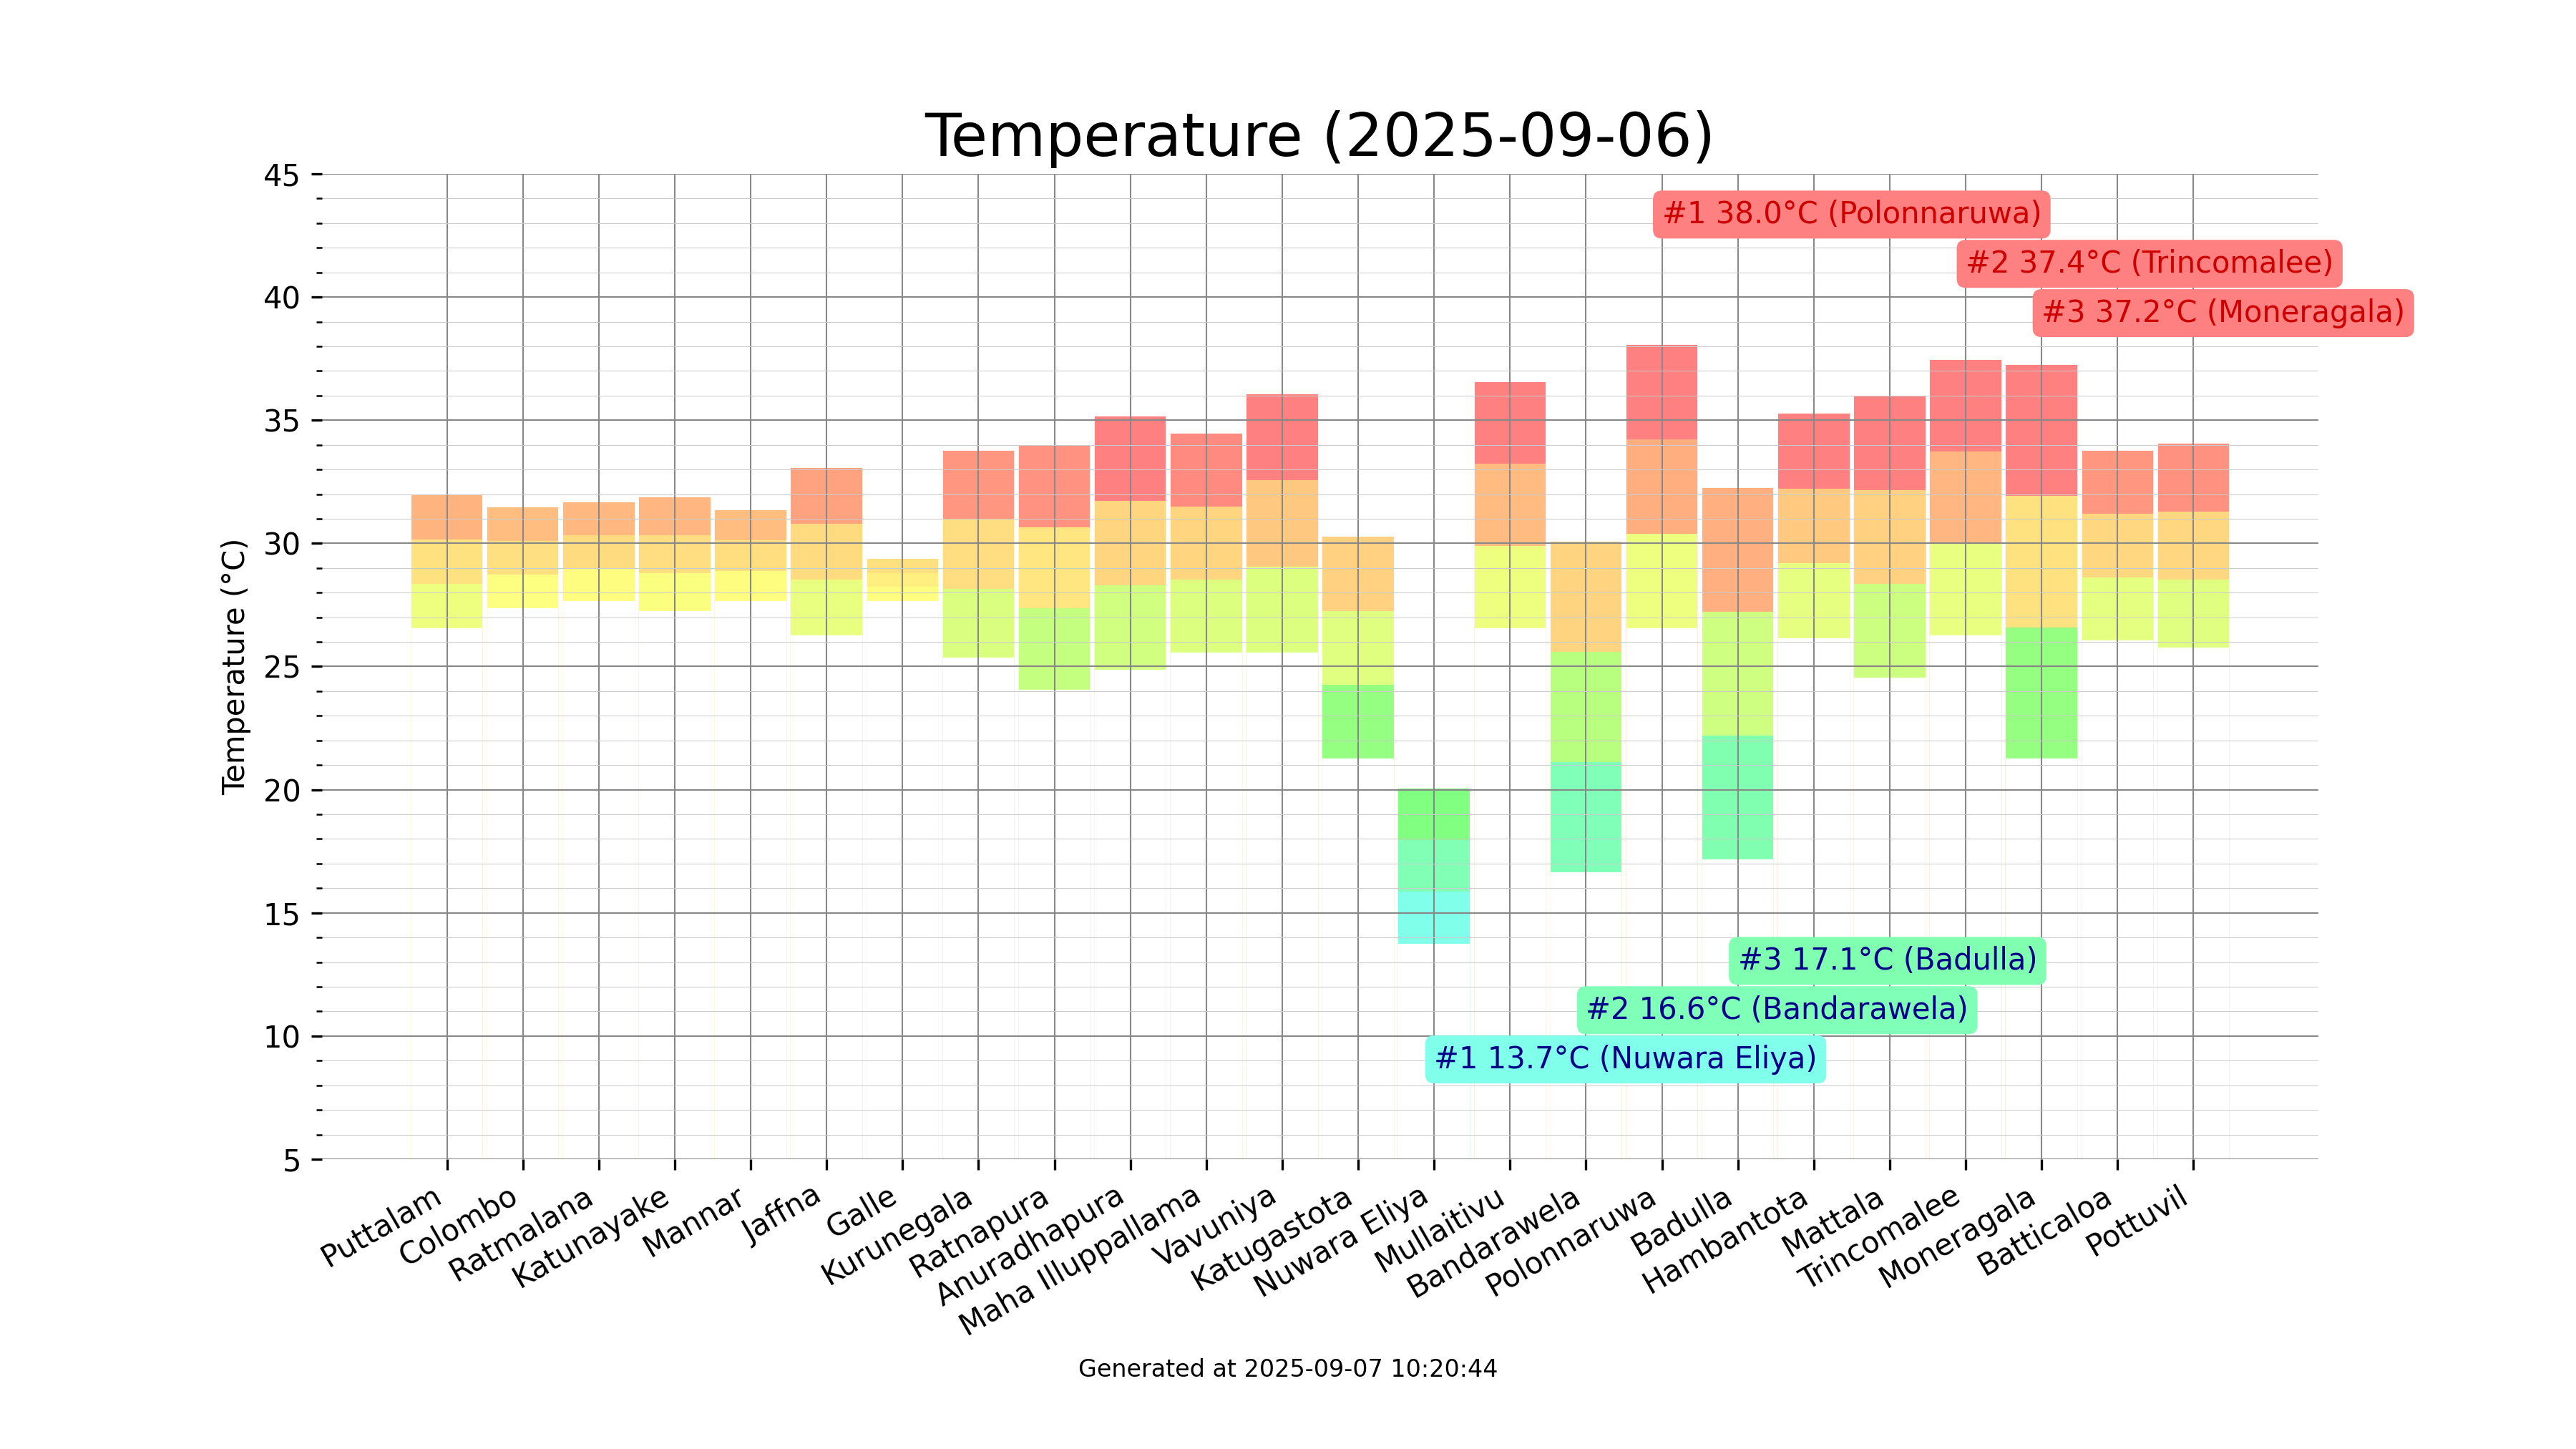 Temperature (2025-09-06)
45
40
35
30
25
20
15
10
5
Temperature (°C)
#1 38.0°C (Polonnaruwa)
#2 37.4°C (Trincomalee)
#3 37.2°C (Moneragala)
#3 17.1°C (Badulla)
#2 16.6°C (Bandarawela)
#1 13.7°C (Nuwara Eliya)
Puttalam
Colombo
Ratmalana
Katunayake
Mannar
Jaffna
Galle
Kurunegala
Ratnapura
Anuradhapura
Maha Illuppallama
Vavuniya
Katugastota
Nuwara Eliya
Mullaitivu
Bandarawela
Polonnaruwa
Badulla
Hambantota
Mattala
Trincomalee
Moneragala
Batticaloa
Pottuvil
Generated at 2025-09-07 10:20:44